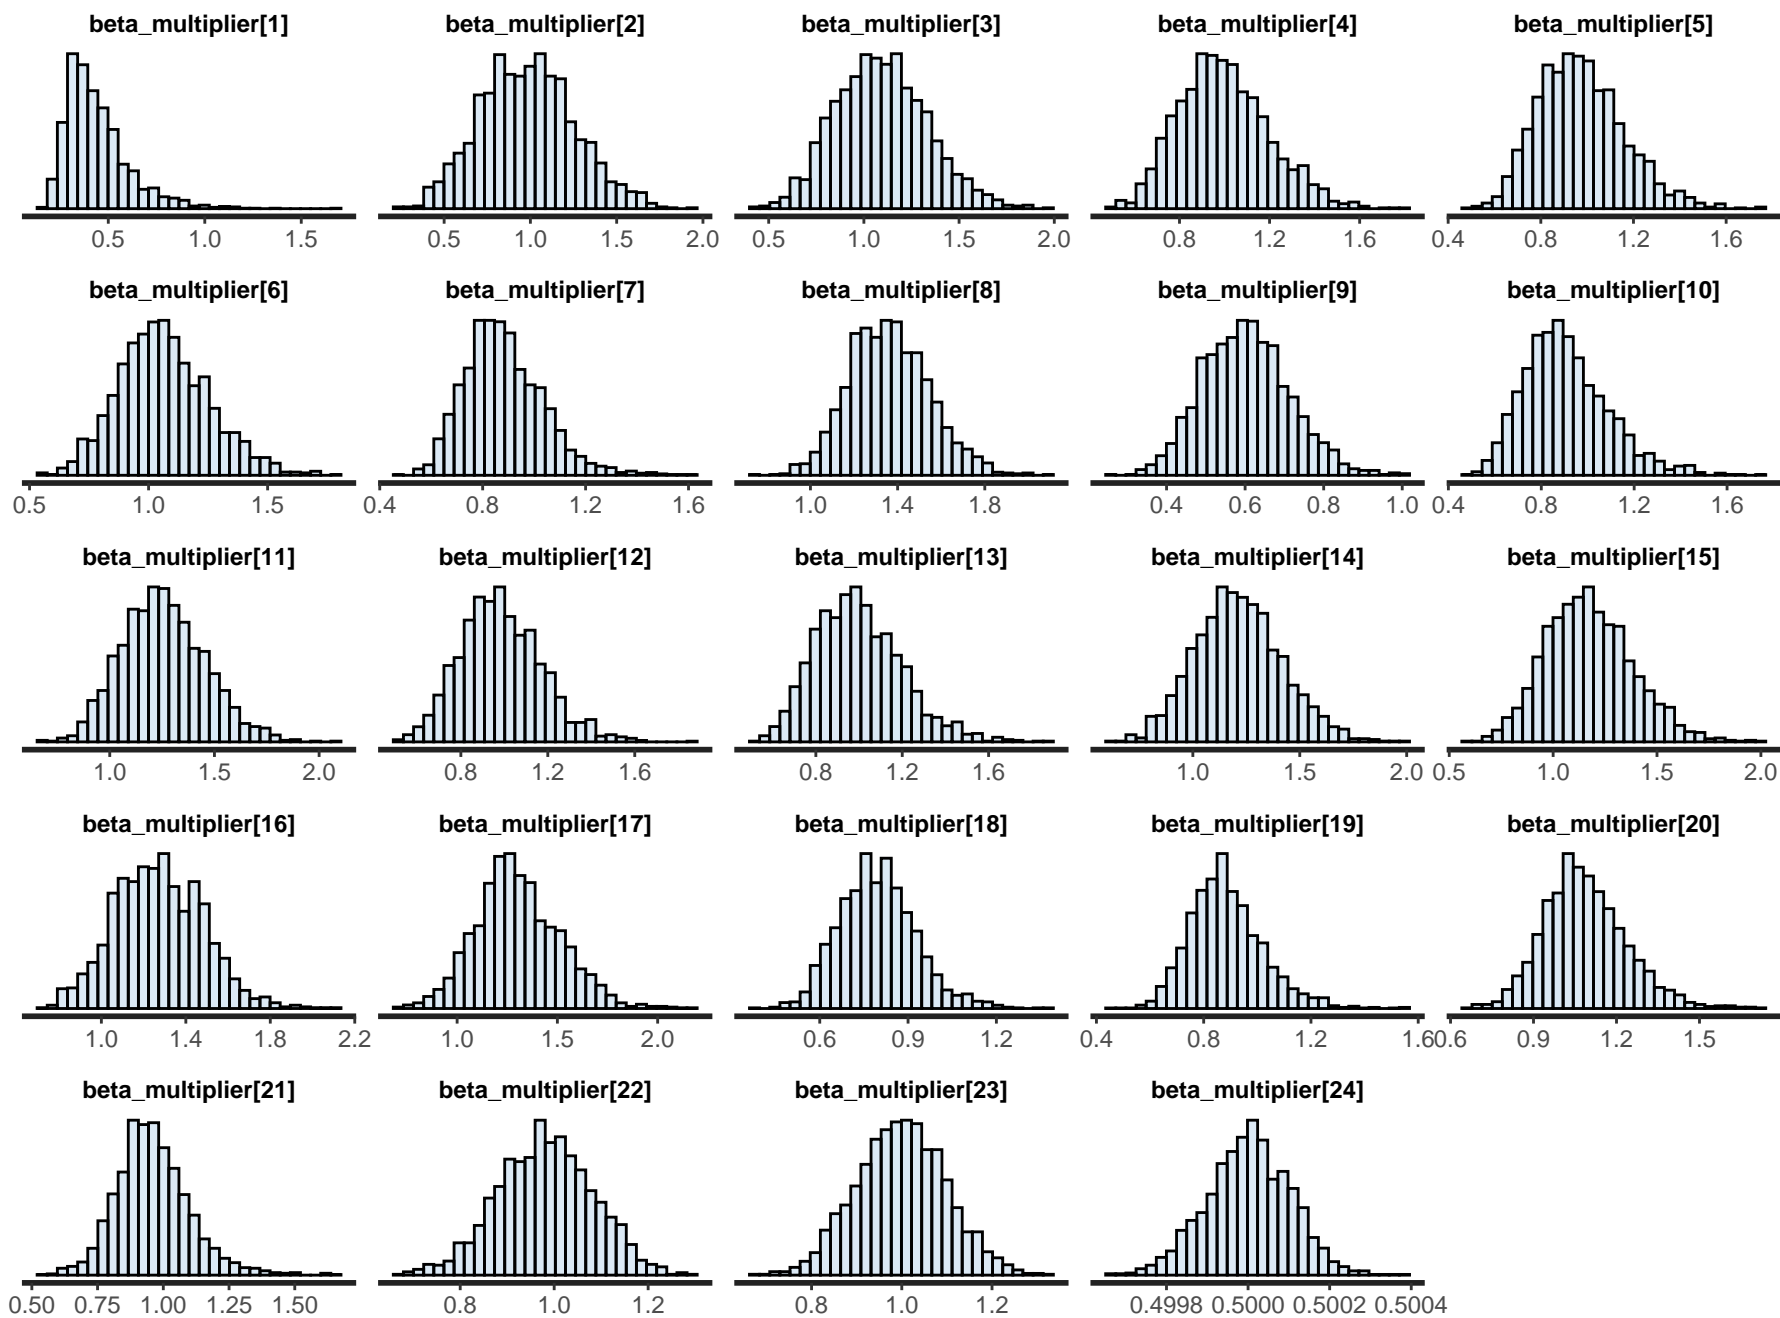 beta_multiplier[1] beta_multiplier[2] beta_multiplier[3] beta_multiplier[4] beta_multiplier[5]
0.5 1.0 1.5 0.5 1.0 1.5 2.0 0.5 1.0 1.5 2.0 0.8 1.2 1.6 0.4 0.8 1.2 1.6
beta_multiplier[6] beta_multiplier[7] beta_multiplier[8] beta_multiplier[9] beta_multiplier[10]
0.5 1.0 1.5 0.4 0.8 1.2 1.6 1.0 1.4 1.8 0.4 0.6 0.8 1.0 0.4 0.8 1.2 1.6
beta_multiplier[11] beta_multiplier[12] beta_multiplier[13] beta_multiplier[14] beta_multiplier[15]
1.0 1.5 2.0 0.8 1.2 1.6 0.8 1.2 1.6 1.0 1.5 2.0 0.5 1.0 1.5 2.0
beta_multiplier[16] beta_multiplier[17] beta_multiplier[18] beta_multiplier[19] beta_multiplier[20]
1.0 1.4 1.8 2.2 1.0 1.5 2.0 0.6 0.9 1.2 0.4 0.8 1.2 1.6 0.6 0.9 1.2 1.5
beta_multiplier[21] beta_multiplier[22] beta_multiplier[23] beta_multiplier[24]
0.50 0.75 1.00 1.25 1.50 0.8 1.0 1.2 0.8 1.0 1.2 0.4998 0.5000 0.5002 0.5004